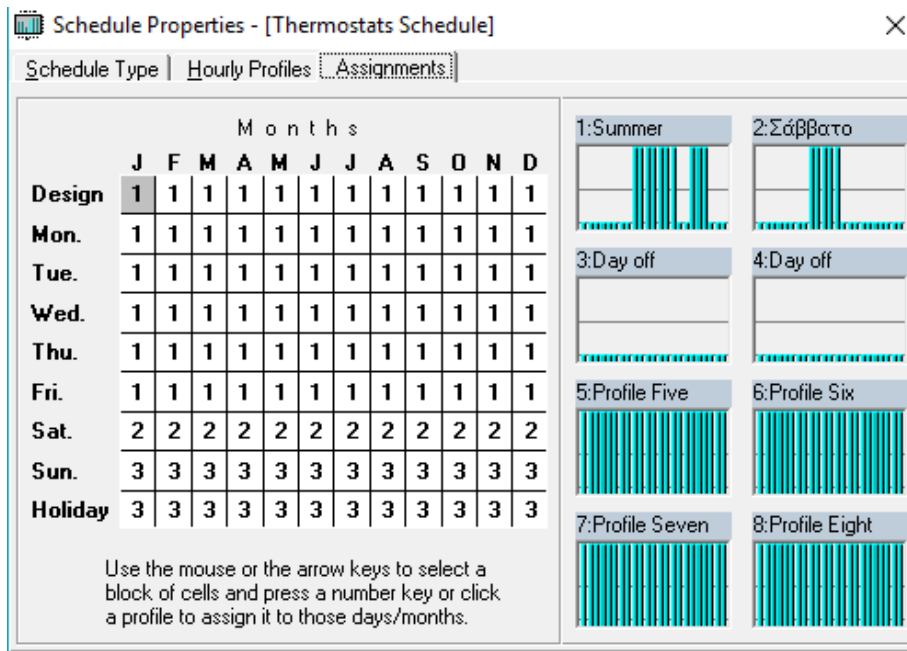 Schedule Properties - [Thermostats Schedule]
Schedule Type Hourly Profiles Assignments
Months
J F M A M J J A S O N D
Design 1 1 1 1 1 1 1 1 1 1 1 1
Mon. 1 1 1 1 1 1 1 1 1 1 1 1
Tue. 1 1 1 1 1 1 1 1 1 1 1 1
Wed. 1 1 1 1 1 1 1 1 1 1 1 1
Thu. 1 1 1 1 1 1 1 1 1 1 1 1
Fri. 1 1 1 1 1 1 1 1 1 1 1 1
Sat. 2 2 2 2 2 2 2 2 2 2 2 2
Sun. 3 3 3 3 3 3 3 3 3 3 3 3
Holiday 3 3 3 3 3 3 3 3 3 3 3 3
Use the mouse or the arrow keys to select a
block of cells and press a number key or click
a profile to assign it to those days/months.
1:Summer
2:Σάββατο
3:Day off
4:Day off
5:Profile Five
6:Profile Six
7:Profile Seven
8:Profile Eight